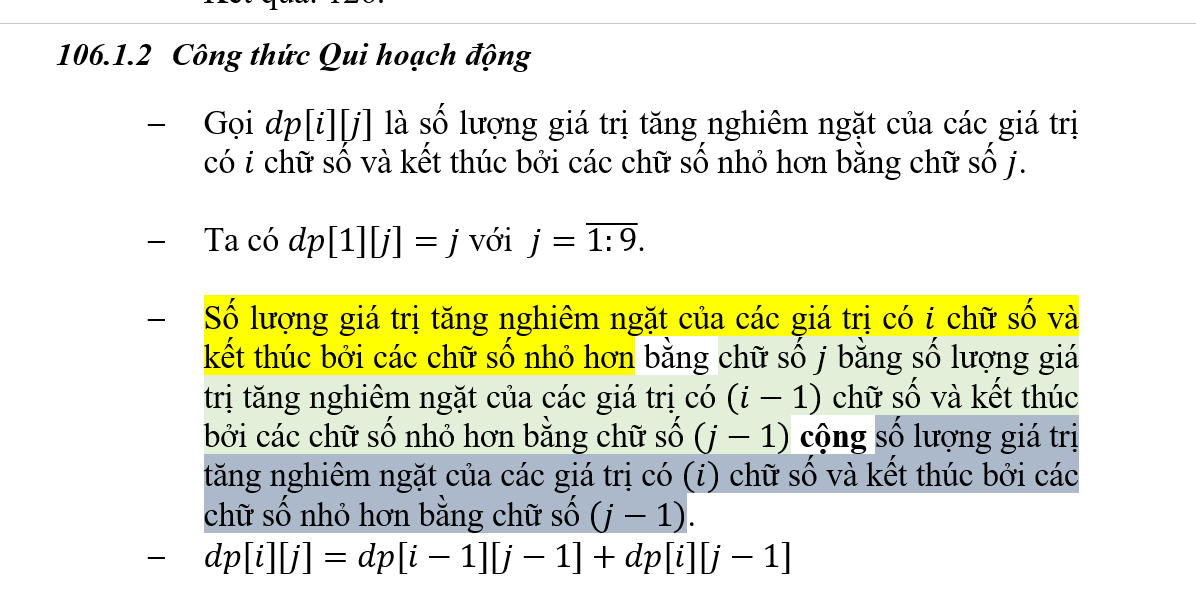 Kết quả: 126.
106.1.2 Công thức Qui hoạch động
– Gọi dp[i][j] là số lượng giá trị tăng nghiêm ngặt của các giá trị
có i chữ số và kết thúc bởi các chữ số nhỏ hơn bằng chữ số j.
– Ta có dp[1][j] = j với j = \overline{1:9}.
– Số lượng giá trị tăng nghiêm ngặt của các giá trị có i chữ số và
kết thúc bởi các chữ số nhỏ hơn bằng chữ số j bằng số lượng giá
trị tăng nghiêm ngặt của các giá trị có (i − 1) chữ số và kết thúc
bởi các chữ số nhỏ hơn bằng chữ số (j − 1) cộng số lượng giá trị
tăng nghiêm ngặt của các giá trị có (i) chữ số và kết thúc bởi các
chữ số nhỏ hơn bằng chữ số (j − 1).
– dp[i][j] = dp[i − 1][j − 1] + dp[i][j − 1]